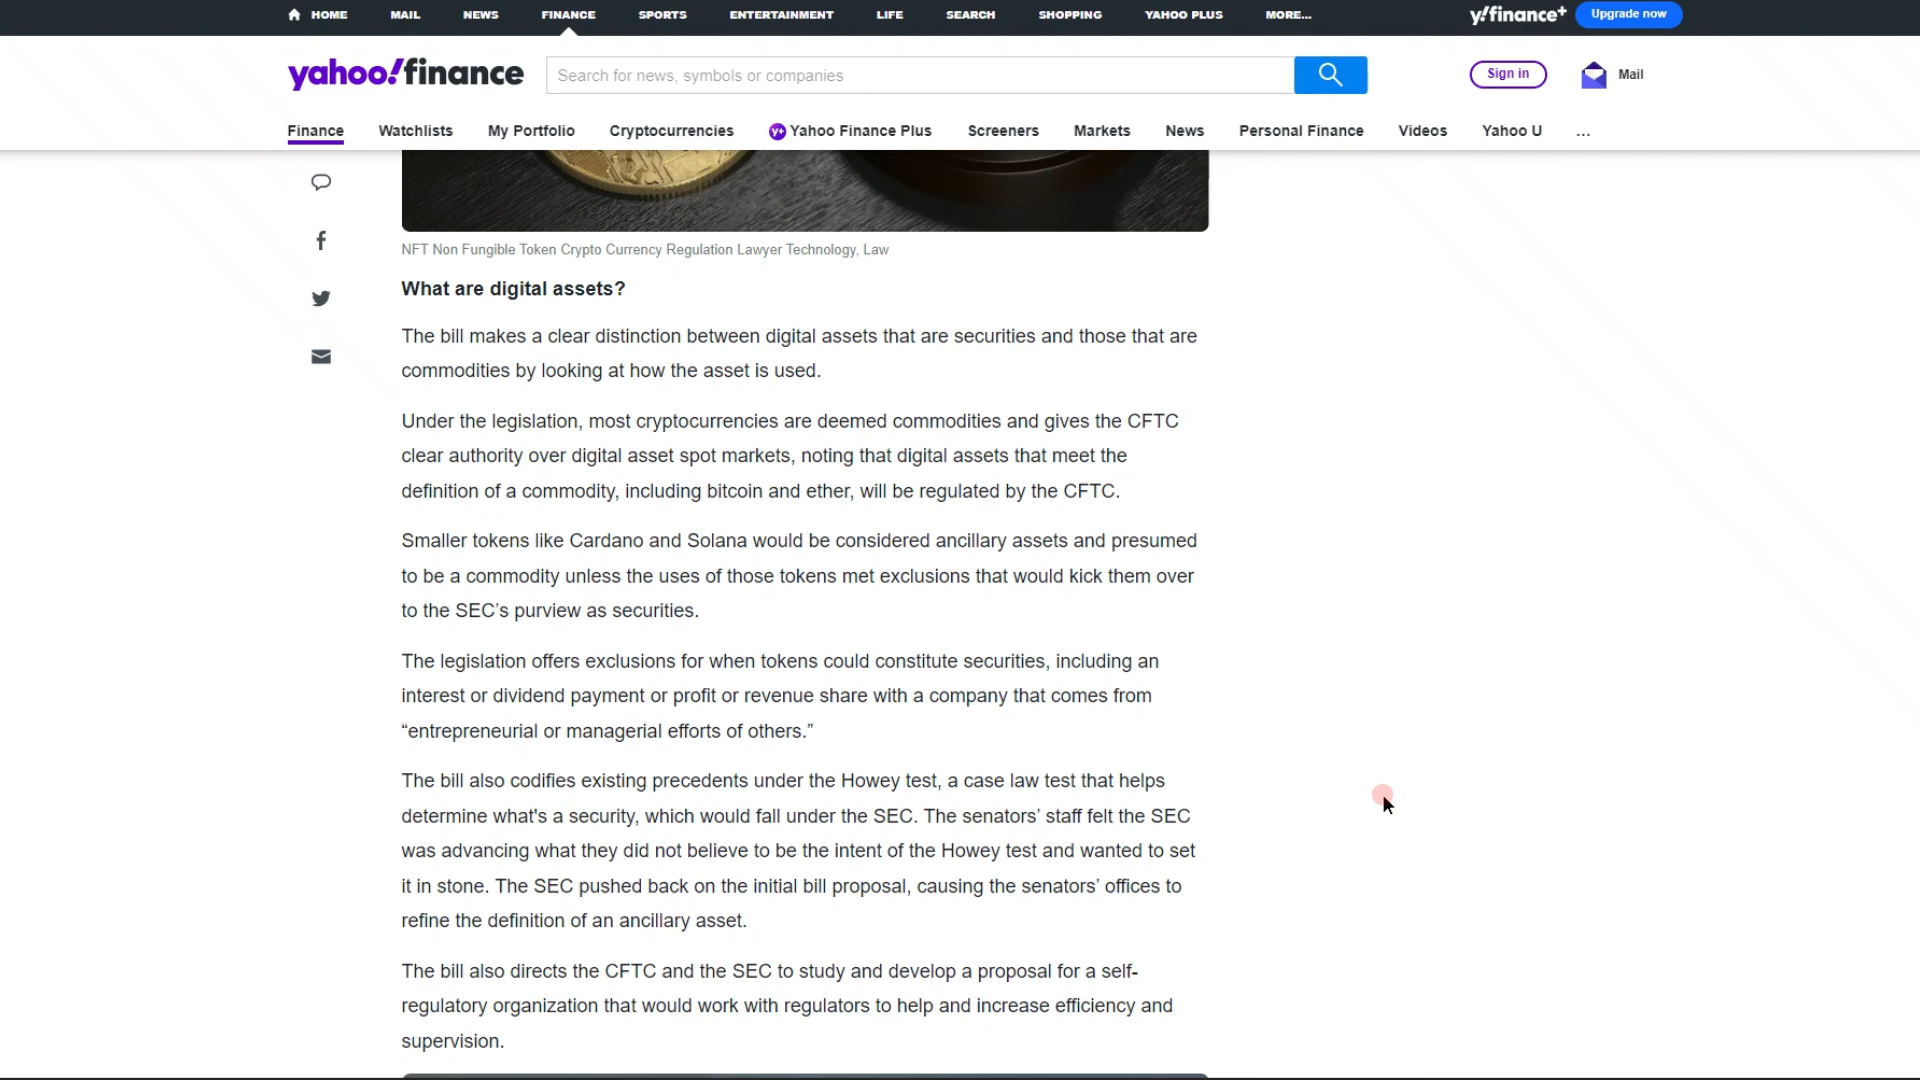 HOME MAIL NEWS FINANCE SPORTS ENTERTAINMENT LIFE SEARCH SHOPPING YAHOO PLUS MORE... y!finance+ Upgrade now
yahoo!finance Search for news, symbols or companies Sign in Mail
Finance Watchlists My Portfolio Cryptocurrencies y+ Yahoo Finance Plus Screeners Markets News Personal Finance Videos Yahoo U ...
NFT Non Fungible Token Crypto Currency Regulation Lawyer Technology, Law
What are digital assets?
The bill makes a clear distinction between digital assets that are securities and those that are
commodities by looking at how the asset is used.
Under the legislation, most cryptocurrencies are deemed commodities and gives the CFTC
clear authority over digital asset spot markets, noting that digital assets that meet the
definition of a commodity, including bitcoin and ether, will be regulated by the CFTC.
Smaller tokens like Cardano and Solana would be considered ancillary assets and presumed
to be a commodity unless the uses of those tokens met exclusions that would kick them over
to the SEC’s purview as securities.
The legislation offers exclusions for when tokens could constitute securities, including an
interest or dividend payment or profit or revenue share with a company that comes from
“entrepreneurial or managerial efforts of others.”
The bill also codifies existing precedents under the Howey test, a case law test that helps
determine what's a security, which would fall under the SEC. The senators’ staff felt the SEC
was advancing what they did not believe to be the intent of the Howey test and wanted to set
it in stone. The SEC pushed back on the initial bill proposal, causing the senators’ offices to
refine the definition of an ancillary asset.
The bill also directs the CFTC and the SEC to study and develop a proposal for a self-
regulatory organization that would work with regulators to help and increase efficiency and
supervision.